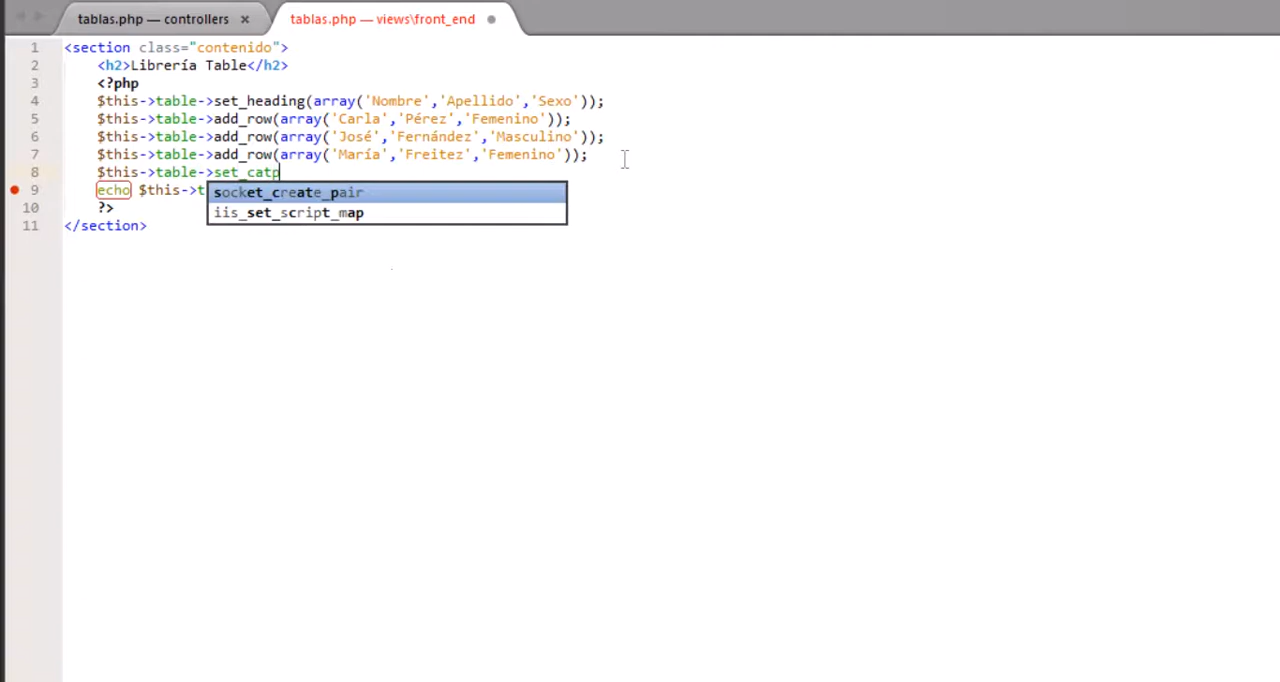 tablas.php — controllers × tablas.php — views\front_end
1 <section class="contenido">
2 <h2>Librería Table</h2>
3 <?php
4 $this->table->set_heading(array('Nombre','Apellido','Sexo'));
5 $this->table->add_row(array('Carla','Pérez','Femenino'));
6 $this->table->add_row(array('José','Fernández','Masculino'));
7 $this->table->add_row(array('María','Freitez','Femenino'));
8 $this->table->set_catp
9 echo $this->t
socket_create_pair
iis_set_script_map
10 ?>
11 </section>